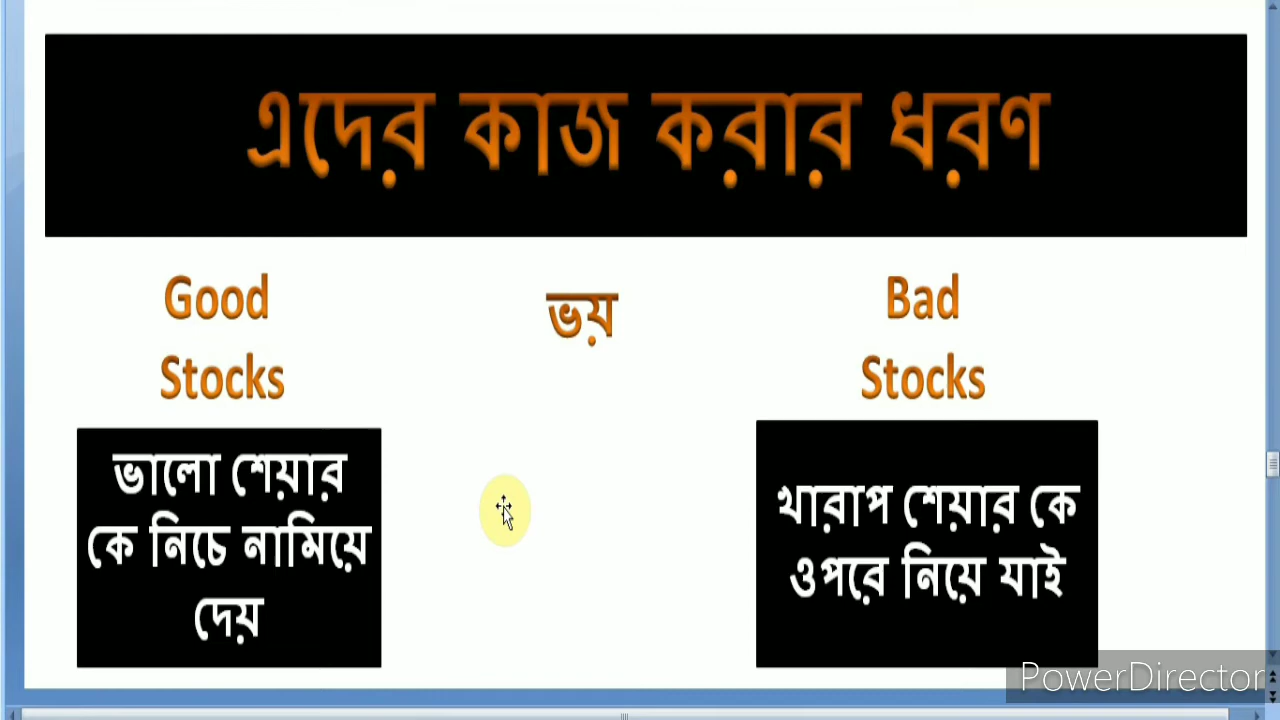 এদের কাজ করার ধরণ
Good
Stocks
ভয়
Bad
Stocks
ভালো শেয়ার
কে নিচে নামিয়ে
দেয়
খারাপ শেয়ার কে
ওপরে নিয়ে যাই
PowerDirector